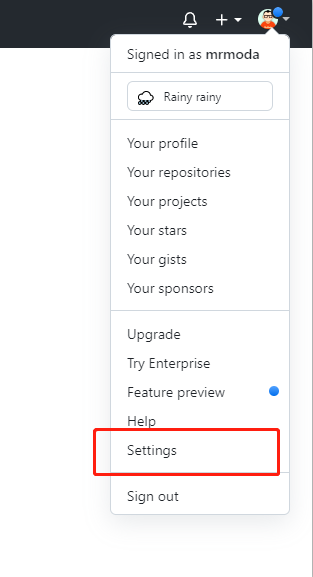 Signed in as mrmoda
Rainy rainy
Your profile
Your repositories
Your projects
Your stars
Your gists
Your sponsors
Upgrade
Try Enterprise
Feature preview
Help
Settings
Sign out